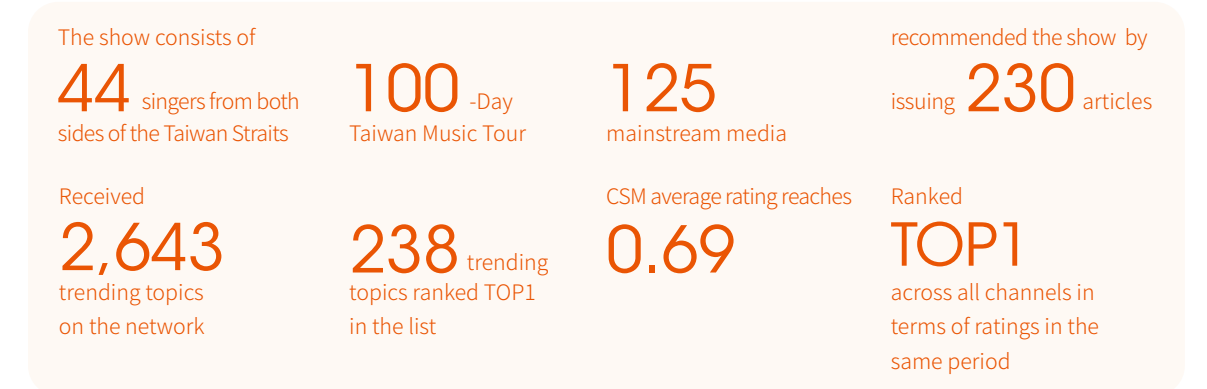 The show consists of
44 singers from both
sides of the Taiwan Straits
100 -Day
Taiwan Music Tour
125
mainstream media
recommended the show by
issuing 230 articles
Received
2,643
trending topics
on the network
238 trending
topics ranked TOP1
in the list
CSM average rating reaches
0.69
Ranked
TOP1
across all channels in
terms of ratings in the
same period